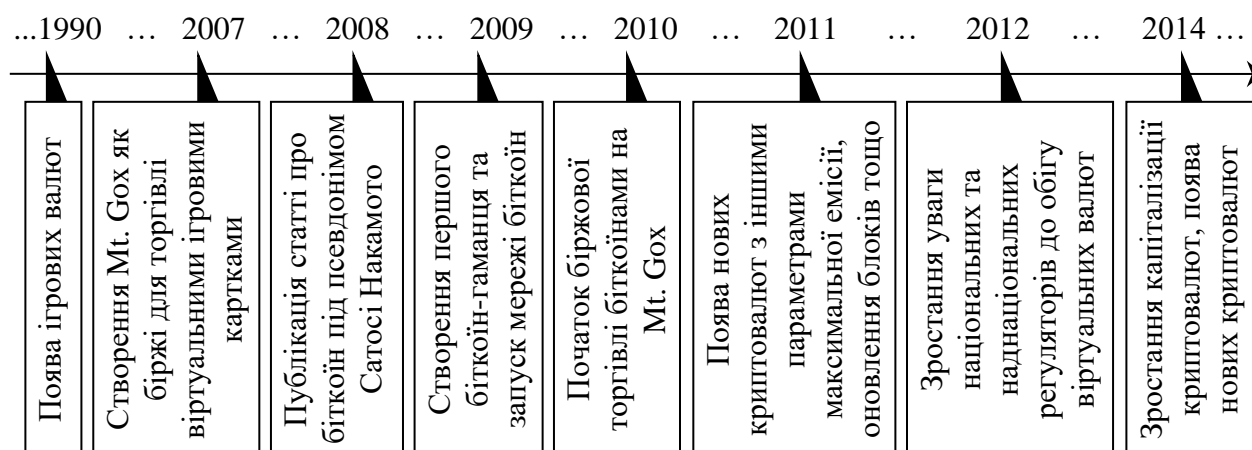 ...1990 … 2007 … 2008 … 2009 … 2010 … 2011 … 2012 … 2014 …
Поява ігрових валют
Створення Mt. Gox як
біржі для торгівлі
віртуальними ігровими
картками
Публікація статті про
біткоїн під псевдонімом
Сатосі Накамото
Створення першого
біткоїн-гаманця та
запуск мережі біткоїн
Початок біржової
торгівлі біткоїнами на
Mt. Gox
Поява нових
криптовалют з іншими
параметрами
максимальної емісії,
оновлення блоків тощо
Зростання уваги
національних та
наднаціональних
регуляторів до обігу
віртуальних валют
Зростання капіталізації
криптовалют, поява
нових криптовалют